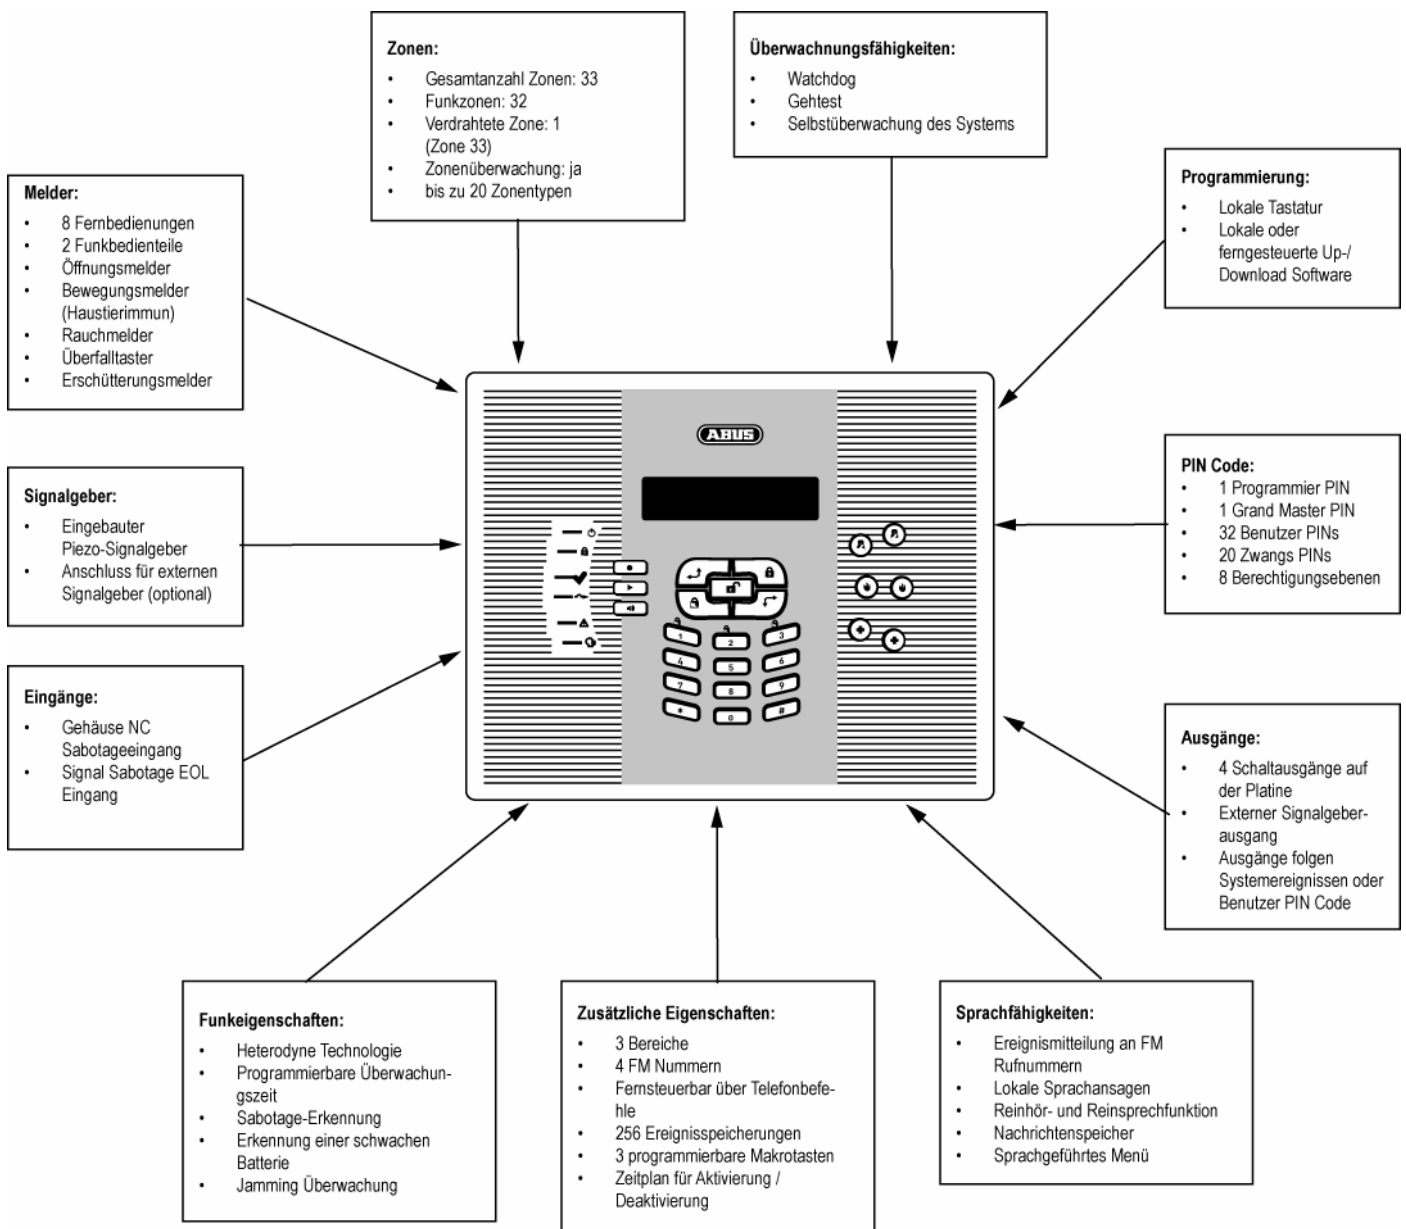 Zonen:
• Gesamtanzahl Zonen: 33
• Funkzonen: 32
• Verdrahtete Zone: 1
(Zone 33)
• Zonenüberwachung: ja
• bis zu 20 Zonentypen
Überwachnungsfähigkeiten:
• Watchdog
• Gehtest
• Selbstüberwachung des Systems
Melder:
• 8 Fernbedienungen
• 2 Funkbedienteile
• Öffnungsmelder
• Bewegungsmelder
(Haustierimmun)
• Rauchmelder
• Überfalltaster
• Erschütterungsmelder
Programmierung:
• Lokale Tastatur
• Lokale oder
ferngesteuerte Up-/
Download Software
Signalgeber:
• Eingebauter
Piezo-Signalgeber
• Anschluss für externen
Signalgeber (optional)
PIN Code:
• 1 Programmier PIN
• 1 Grand Master PIN
• 32 Benutzer PINs
• 20 Zwangs PINs
• 8 Berechtigungsebenen
ABUS
1 2 3
4 5 6
7 8 9
* 0 #
Eingänge:
• Gehäuse NC
Sabotageeingang
• Signal Sabotage EOL
Eingang
Ausgänge:
• 4 Schaltausgänge auf
der Platine
• Externer Signalgeber-
ausgang
• Ausgänge folgen
Systemereignissen oder
Benutzer PIN Code
Funkeigenschaften:
• Heterodyne Technologie
• Programmierbare Überwachun-
gszeit
• Sabotage-Erkennung
• Erkennung einer schwachen
Batterie
• Jamming Überwachung
Zusätzliche Eigenschaften:
• 3 Bereiche
• 4 FM Nummern
• Fernsteuerbar über Telefonbefe-
hle
• 256 Ereignisspeicherungen
• 3 programmierbare Makrotasten
• Zeitplan für Aktivierung /
Deaktivierung
Sprachfähigkeiten:
• Ereignismitteilung an FM
Rufnummern
• Lokale Sprachansagen
• Reinhör- und Reinsprechfunktion
• Nachrichtenspeicher
• Sprachgeführtes Menü